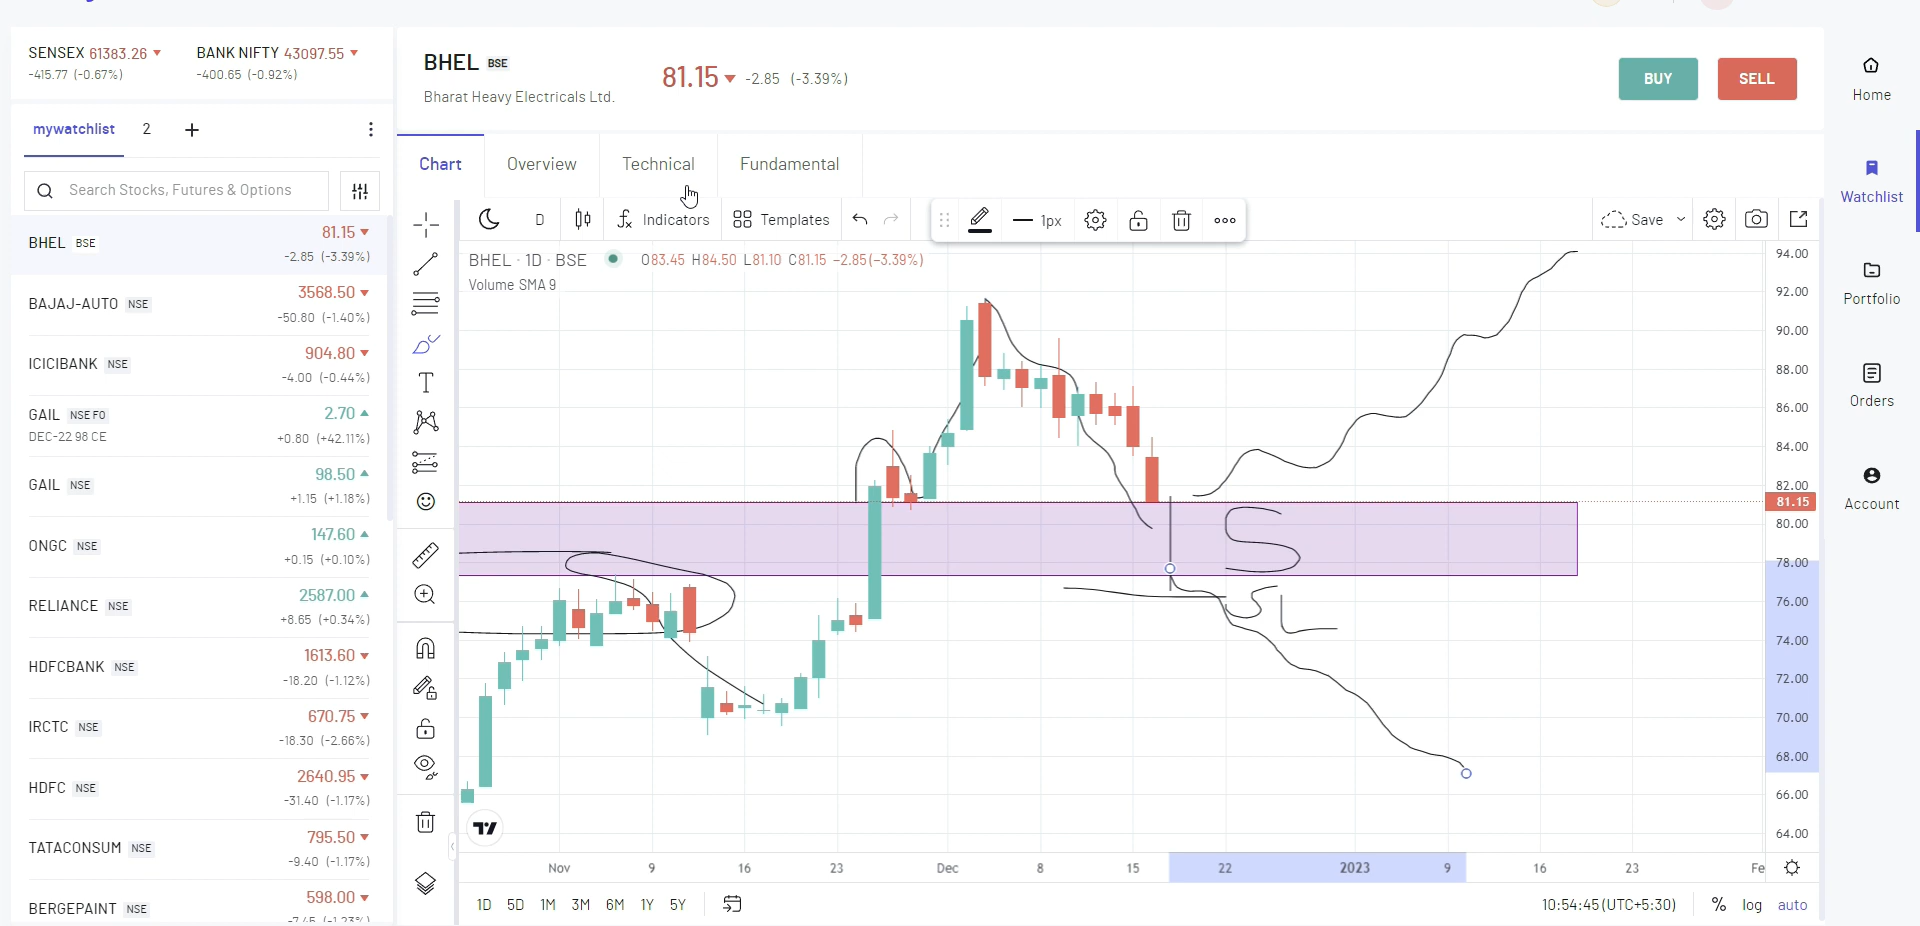 SENSEX 61383.26
-415.77 (-0.67%)
BANK NIFTY 43097.55
-400.65 (-0.92%)
mywatchlist 2 +
Search Stocks, Futures & Options
BHEL BSE 81.15
-2.85 (-3.39%)
BAJAJ-AUTO NSE 3568.50
-50.80 (-1.40%)
ICICIBANK NSE 904.80
-4.00 (-0.44%)
GAIL NSE FO 2.70
DEC-22 98 CE +0.80 (+42.11%)
GAIL NSE 98.50
+1.15 (+1.18%)
ONGC NSE 147.60
+0.15 (+0.10%)
RELIANCE NSE 2587.00
+8.65 (+0.34%)
HDFCBANK NSE 1613.60
-18.20 (-1.12%)
IRCTC NSE 670.75
-18.30 (-2.66%)
HDFC NSE 2640.95
-31.40 (-1.17%)
TATACONSUM NSE 795.50
-9.40 (-1.17%)
BERGEPAINT NSE 598.00
-7.45 (-1.23%)
BHEL BSE
Bharat Heavy Electricals Ltd.
81.15 -2.85 (-3.39%)
BUY SELL
Chart Overview Technical Fundamental
D Indicators Templates 1px Save
BHEL · 1D · BSE O83.45 H84.50 L81.10 C81.15 -2.85 (-3.39%)
Volume SMA 9
S
SL
94.00
92.00
90.00
88.00
86.00
84.00
82.00
81.15
80.00
78.00
76.00
74.00
72.00
70.00
68.00
66.00
64.00
Nov 9 16 23 Dec 8 15 22 2023 9 16 23 Fe
1D 5D 1M 3M 6M 1Y 5Y
10:54:45 (UTC+5:30) % log auto
Home
Watchlist
Portfolio
Orders
Account